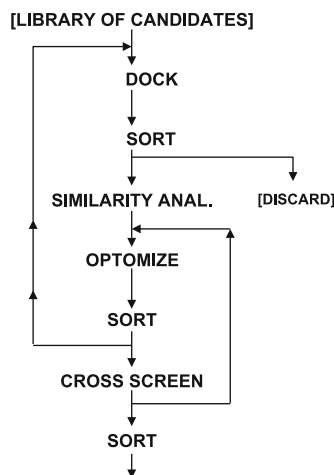 [LIBRARY OF CANDIDATES]
DOCK
SORT
SIMILARITY ANAL.
[DISCARD]
OPTOMIZE
SORT
CROSS SCREEN
SORT